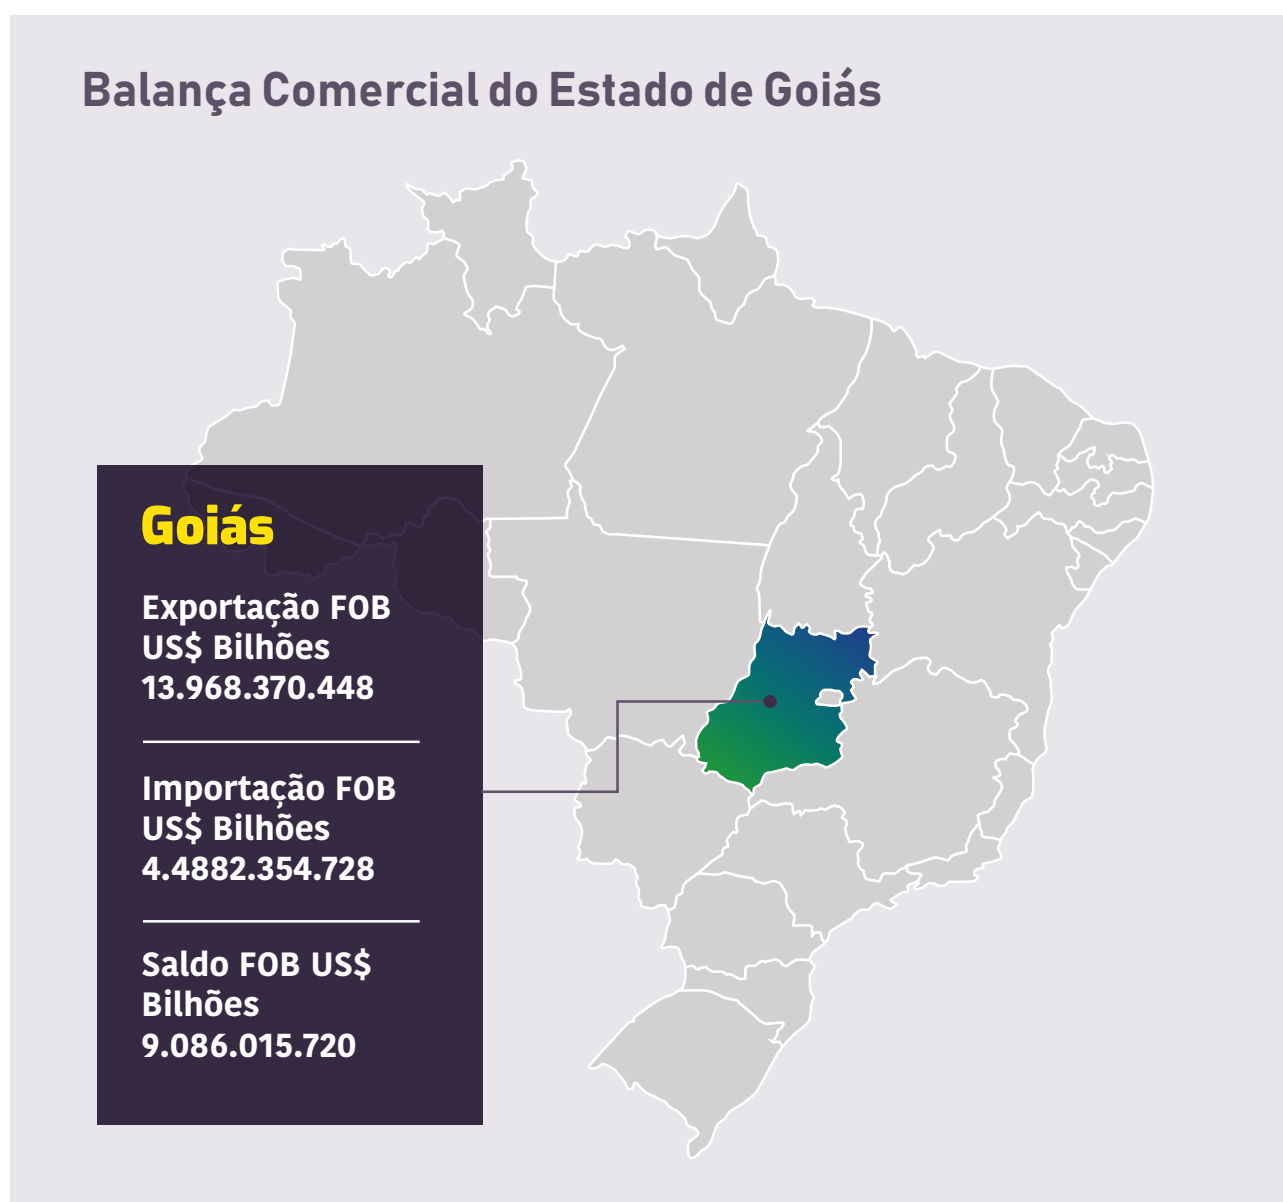 Balança Comercial do Estado de Goiás
Goiás
Exportação FOB
US$ Bilhões
13.968.370.448
Importação FOB
US$ Bilhões
4.4882.354.728
Saldo FOB US$
Bilhões
9.086.015.720